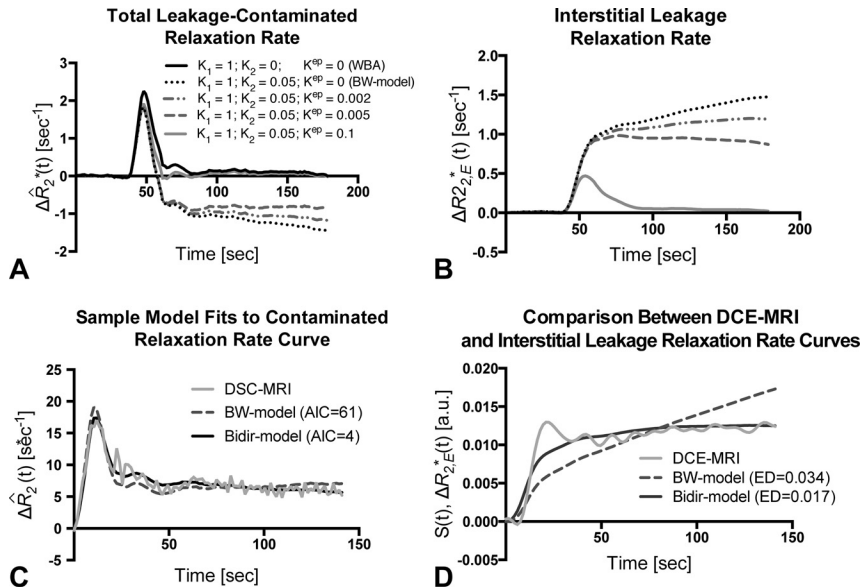 Total Leakage-Contaminated
Relaxation Rate
3
2
1
0
-1
-2
50
100
150
200
K₁ = 1; K₂ = 0; Kᵉᵖ = 0 (WBA)
K₁ = 1; K₂ = 0.05; Kᵉᵖ = 0 (BW-model)
K₁ = 1; K₂ = 0.05; Kᵉᵖ = 0.002
K₁ = 1; K₂ = 0.05; Kᵉᵖ = 0.005
K₁ = 1; K₂ = 0.05; Kᵉᵖ = 0.1
ΔR̂₂*(t) [sec⁻¹]
Time [sec]
A
Interstitial Leakage
Relaxation Rate
2.0
1.5
1.0
0.5
0.0
-0.5
50
100
150
200
ΔR2*₂,E (t) [sec⁻¹]
Time [sec]
B
Sample Model Fits to Contaminated
Relaxation Rate Curve
25
20
15
10
5
0
-5
50
100
150
DSC-MRI
BW-model (AIC=61)
Bidir-model (AIC=4)
ΔR̂₂*(t) [sec⁻¹]
Time [sec]
C
Comparison Between DCE-MRI
and Interstitial Leakage Relaxation Rate Curves
0.020
0.015
0.010
0.005
0.000
-0.005
50
100
150
DCE-MRI
BW-model (ED=0.034)
Bidir-model (ED=0.017)
S(t), ΔR*₂,E(t) [a.u.]
Time [sec]
D